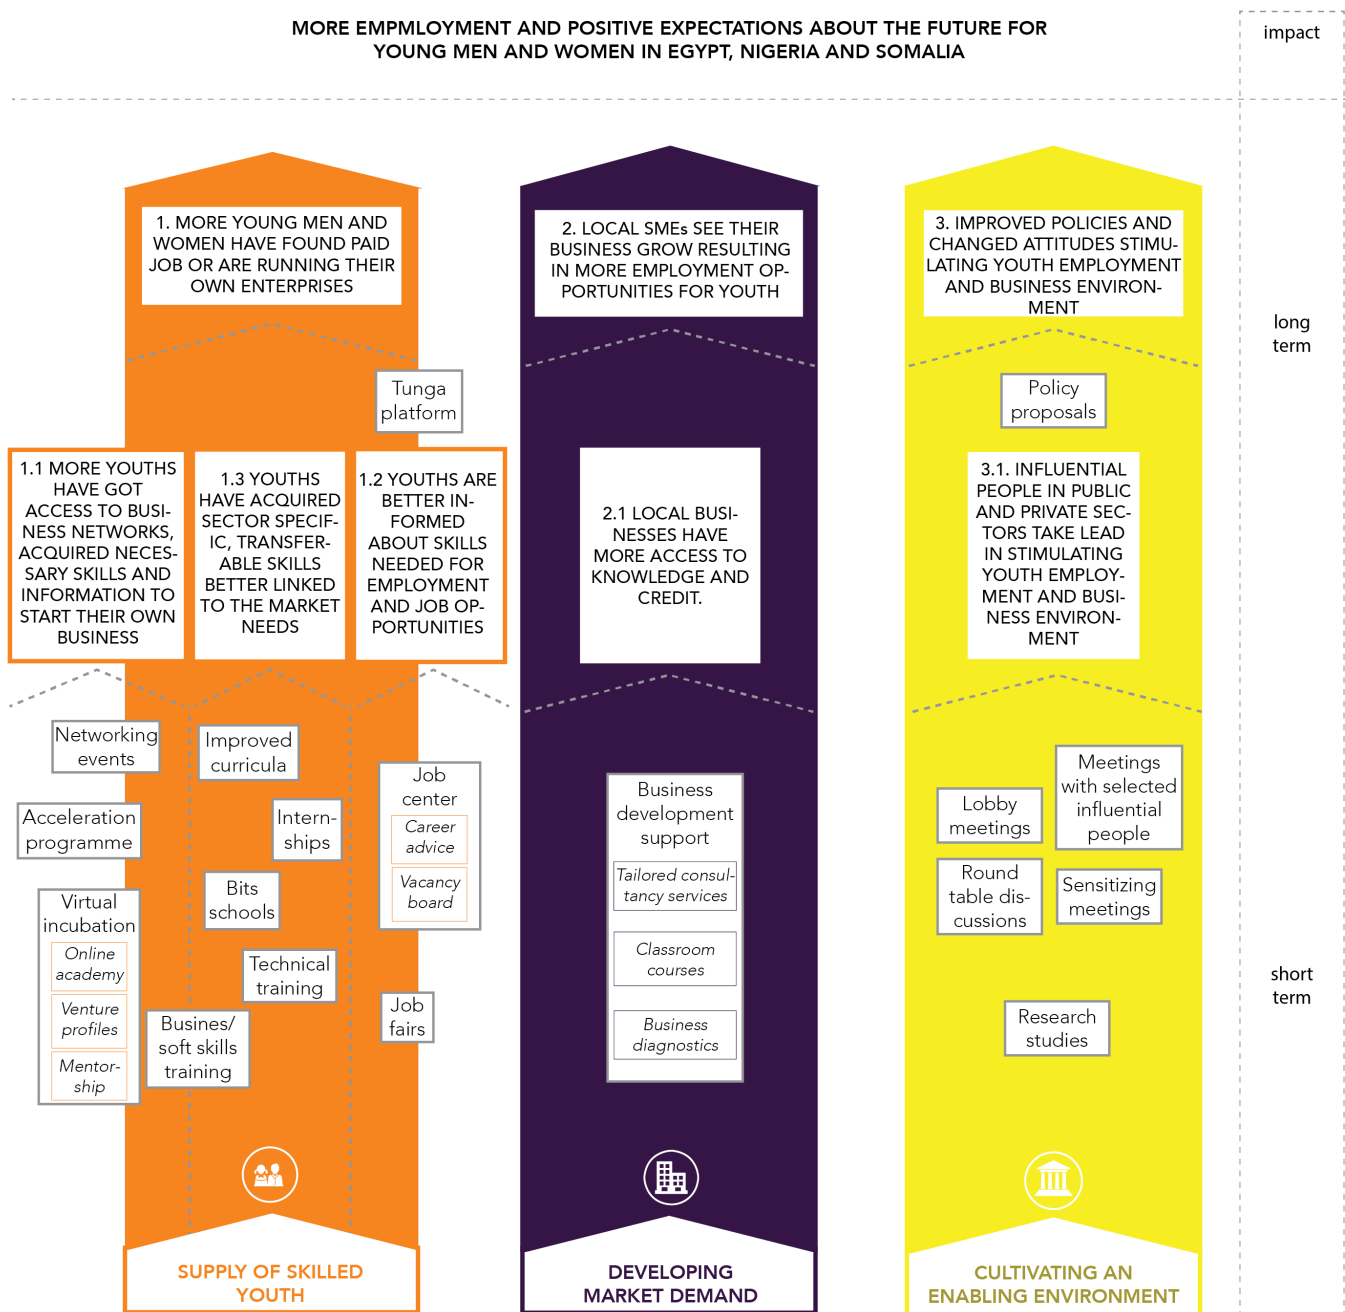 MORE EMPMLOYMENT AND POSITIVE EXPECTATIONS ABOUT THE FUTURE FOR
YOUNG MEN AND WOMEN IN EGYPT, NIGERIA AND SOMALIA
impact
1. MORE YOUNG MEN AND
WOMEN HAVE FOUND PAID
JOB OR ARE RUNNING THEIR
OWN ENTERPRISES
2. LOCAL SMEs SEE THEIR
BUSINESS GROW RESULTING
IN MORE EMPLOYMENT OP-
PORTUNITIES FOR YOUTH
3. IMPROVED POLICIES AND
CHANGED ATTITUDES STIMU-
LATING YOUTH EMPLOYMENT
AND BUSINESS ENVIRON-
MENT
long
term
Tunga
platform
Policy
proposals
1.1 MORE YOUTHS
HAVE GOT
ACCESS TO BUSI-
NESS NETWORKS,
ACQUIRED NECES-
SARY SKILLS AND
INFORMATION TO
START THEIR OWN
BUSINESS
1.3 YOUTHS
HAVE ACQUIRED
SECTOR SPECIF-
IC, TRANSFER-
ABLE SKILLS
BETTER LINKED
TO THE MARKET
NEEDS
1.2 YOUTHS ARE
BETTER IN-
FORMED
ABOUT SKILLS
NEEDED FOR
EMPLOYMENT
AND JOB OP-
PORTUNITIES
2.1 LOCAL BUSI-
NESSES HAVE
MORE ACCESS TO
KNOWLEDGE AND
CREDIT.
3.1. INFLUENTIAL
PEOPLE IN PUBLIC
AND PRIVATE SEC-
TORS TAKE LEAD
IN STIMULATING
YOUTH EMPLOY-
MENT AND BUSI-
NESS ENVIRON-
MENT
Networking
events
Acceleration
programme
Virtual
incubation
Online
academy
Venture
profiles
Mentor-
ship
Improved
curricula
Intern-
ships
Bits
schools
Technical
training
Busines/
soft skills
training
Job
center
Career
advice
Vacancy
board
Job
fairs
Business
development
support
Tailored consul-
tancy services
Classroom
courses
Business
diagnostics
Lobby
meetings
Meetings
with selected
influential
people
Round
table dis-
cussions
Sensitizing
meetings
Research
studies
short
term
SUPPLY OF SKILLED
YOUTH
DEVELOPING
MARKET DEMAND
CULTIVATING AN
ENABLING ENVIRONMENT